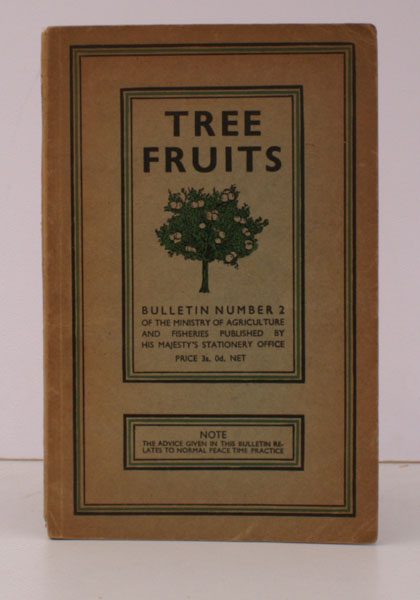 TREE
FRUITS
BULLETIN NUMBER 2
OF THE MINISTRY OF AGRICULTURE
AND FISHERIES PUBLISHED BY
HIS MAJESTY'S STATIONERY OFFICE
PRICE 3s. 0d. NET
NOTE
THE ADVICE GIVEN IN THIS BULLETIN RE-
LATES TO NORMAL PEACE TIME PRACTICE